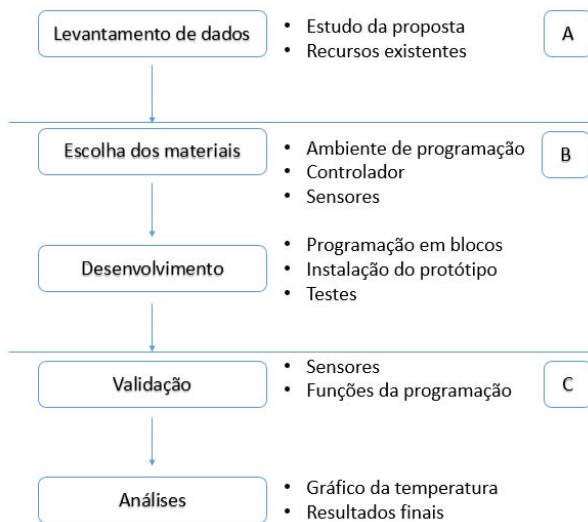 Levantamento de dados
• Estudo da proposta
• Recursos existentes
A
Escolha dos materiais
• Ambiente de programação
• Controlador
• Sensores
B
Desenvolvimento
• Programação em blocos
• Instalação do protótipo
• Testes
Validação
• Sensores
• Funções da programação
C
Análises
• Gráfico da temperatura
• Resultados finais